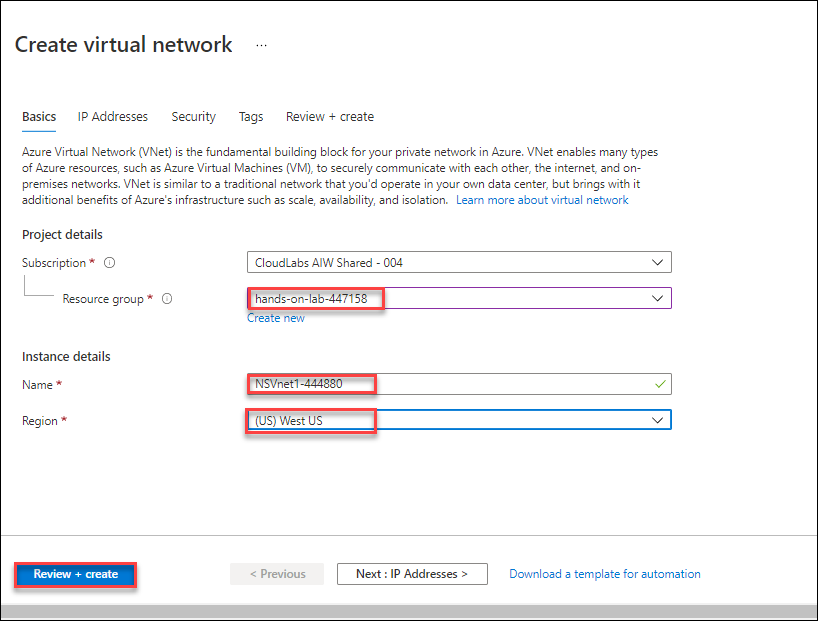 Create virtual network ...
Basics IP Addresses Security Tags Review + create
Azure Virtual Network (VNet) is the fundamental building block for your private network in Azure. VNet enables many types
of Azure resources, such as Azure Virtual Machines (VM), to securely communicate with each other, the internet, and on-
premises networks. VNet is similar to a traditional network that you'd operate in your own data center, but brings with it
additional benefits of Azure's infrastructure such as scale, availability, and isolation. Learn more about virtual network
Project details
Subscription * CloudLabs AIW Shared - 004
Resource group * hands-on-lab-447158
Create new
Instance details
Name * NSVnet1-444880
Region * (US) West US
Review + create < Previous Next : IP Addresses > Download a template for automation